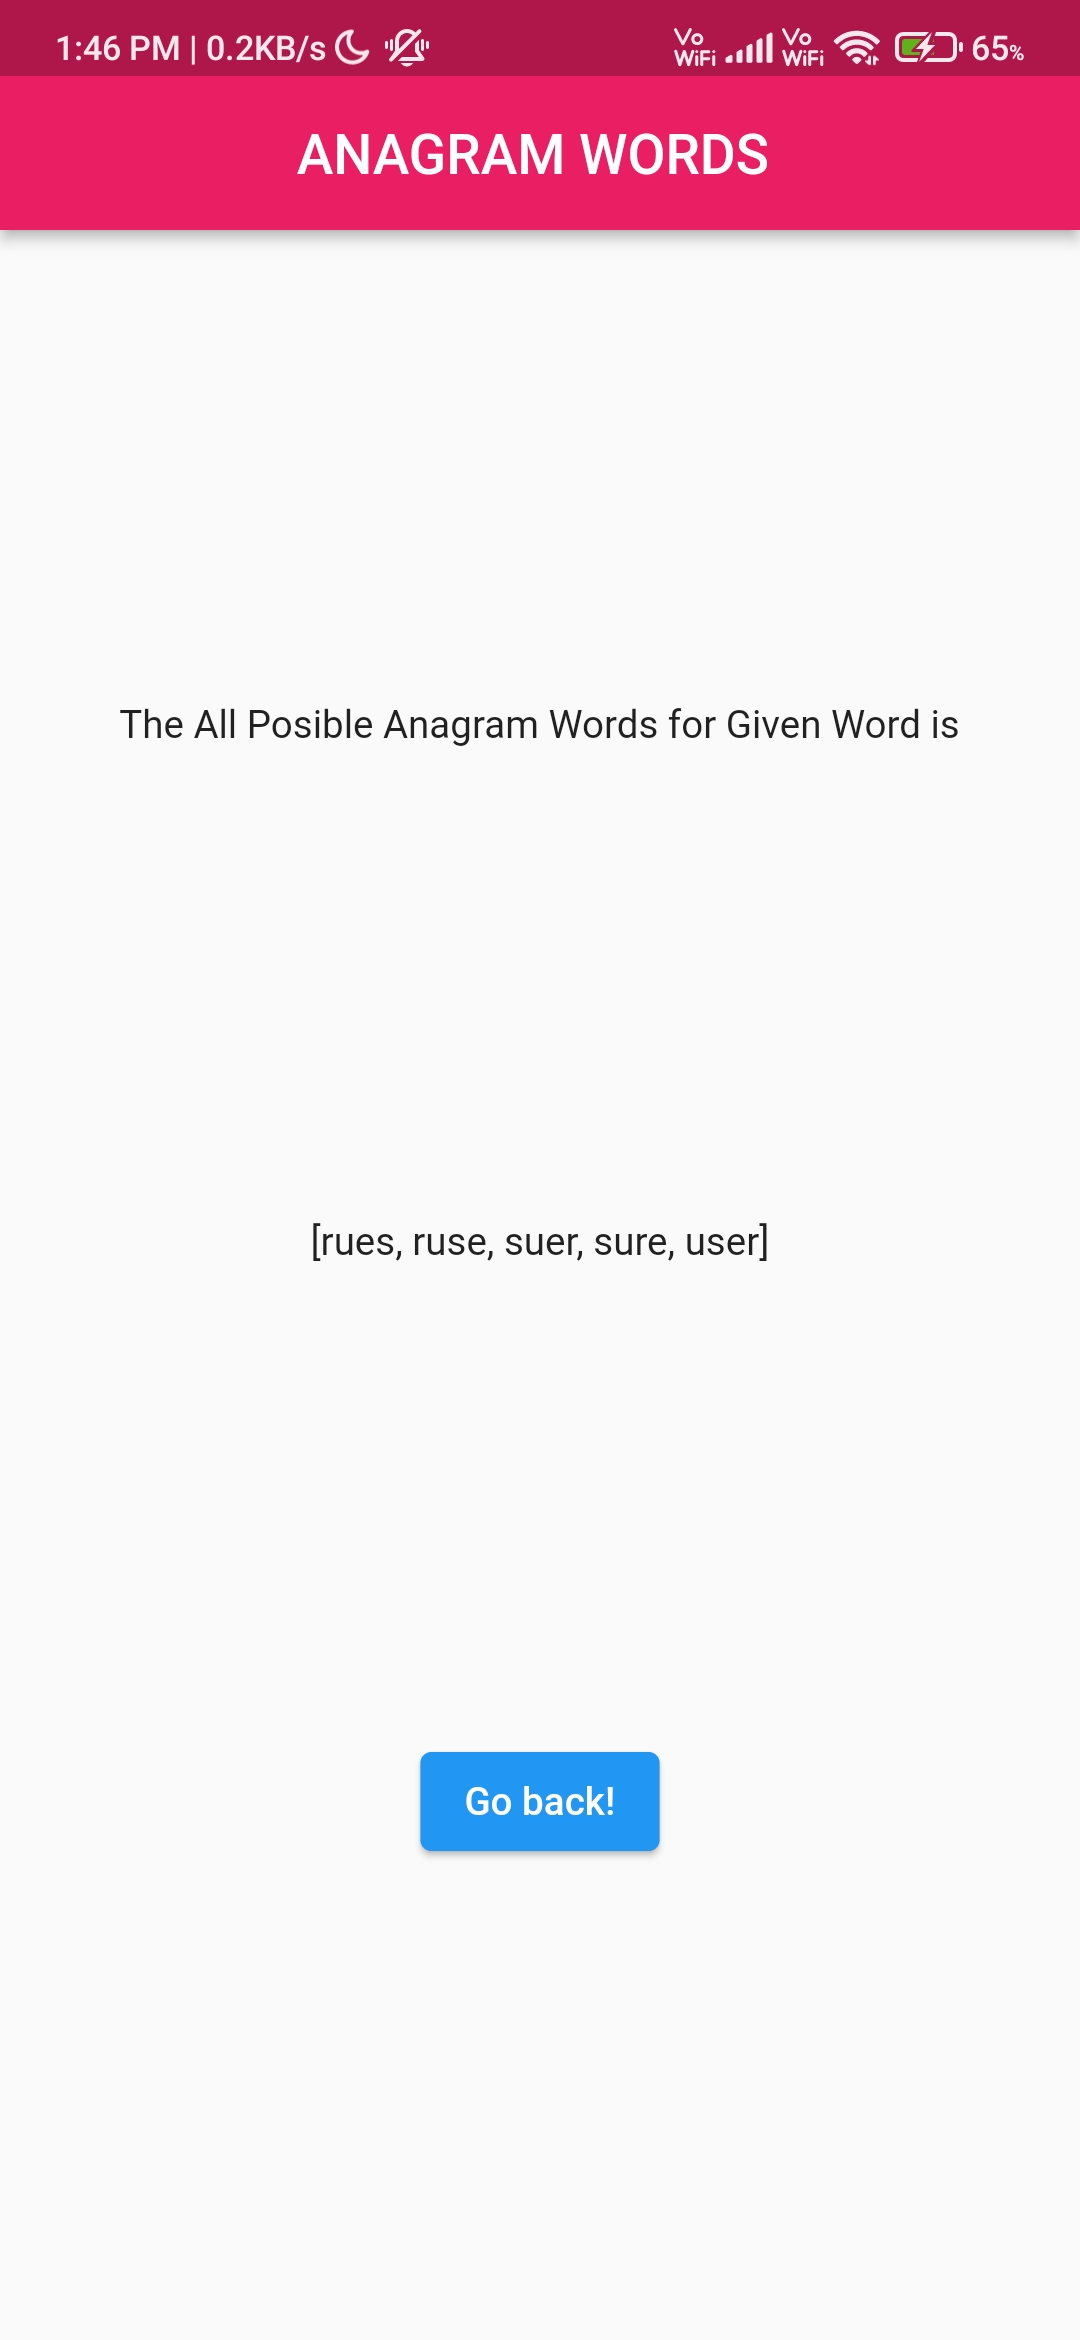 1:46 PM | 0.2KB/s Vo WiFi Vo WiFi 65%
ANAGRAM WORDS
The All Posible Anagram Words for Given Word is
[rues, ruse, suer, sure, user]
Go back!